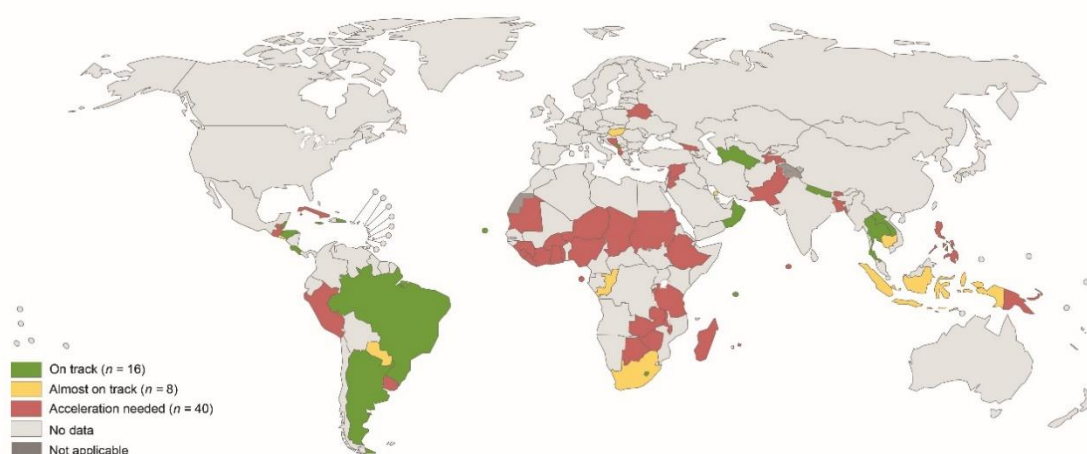 On track (n = 16)
Almost on track (n = 8)
Acceleration needed (n = 40)
No data
Not applicable